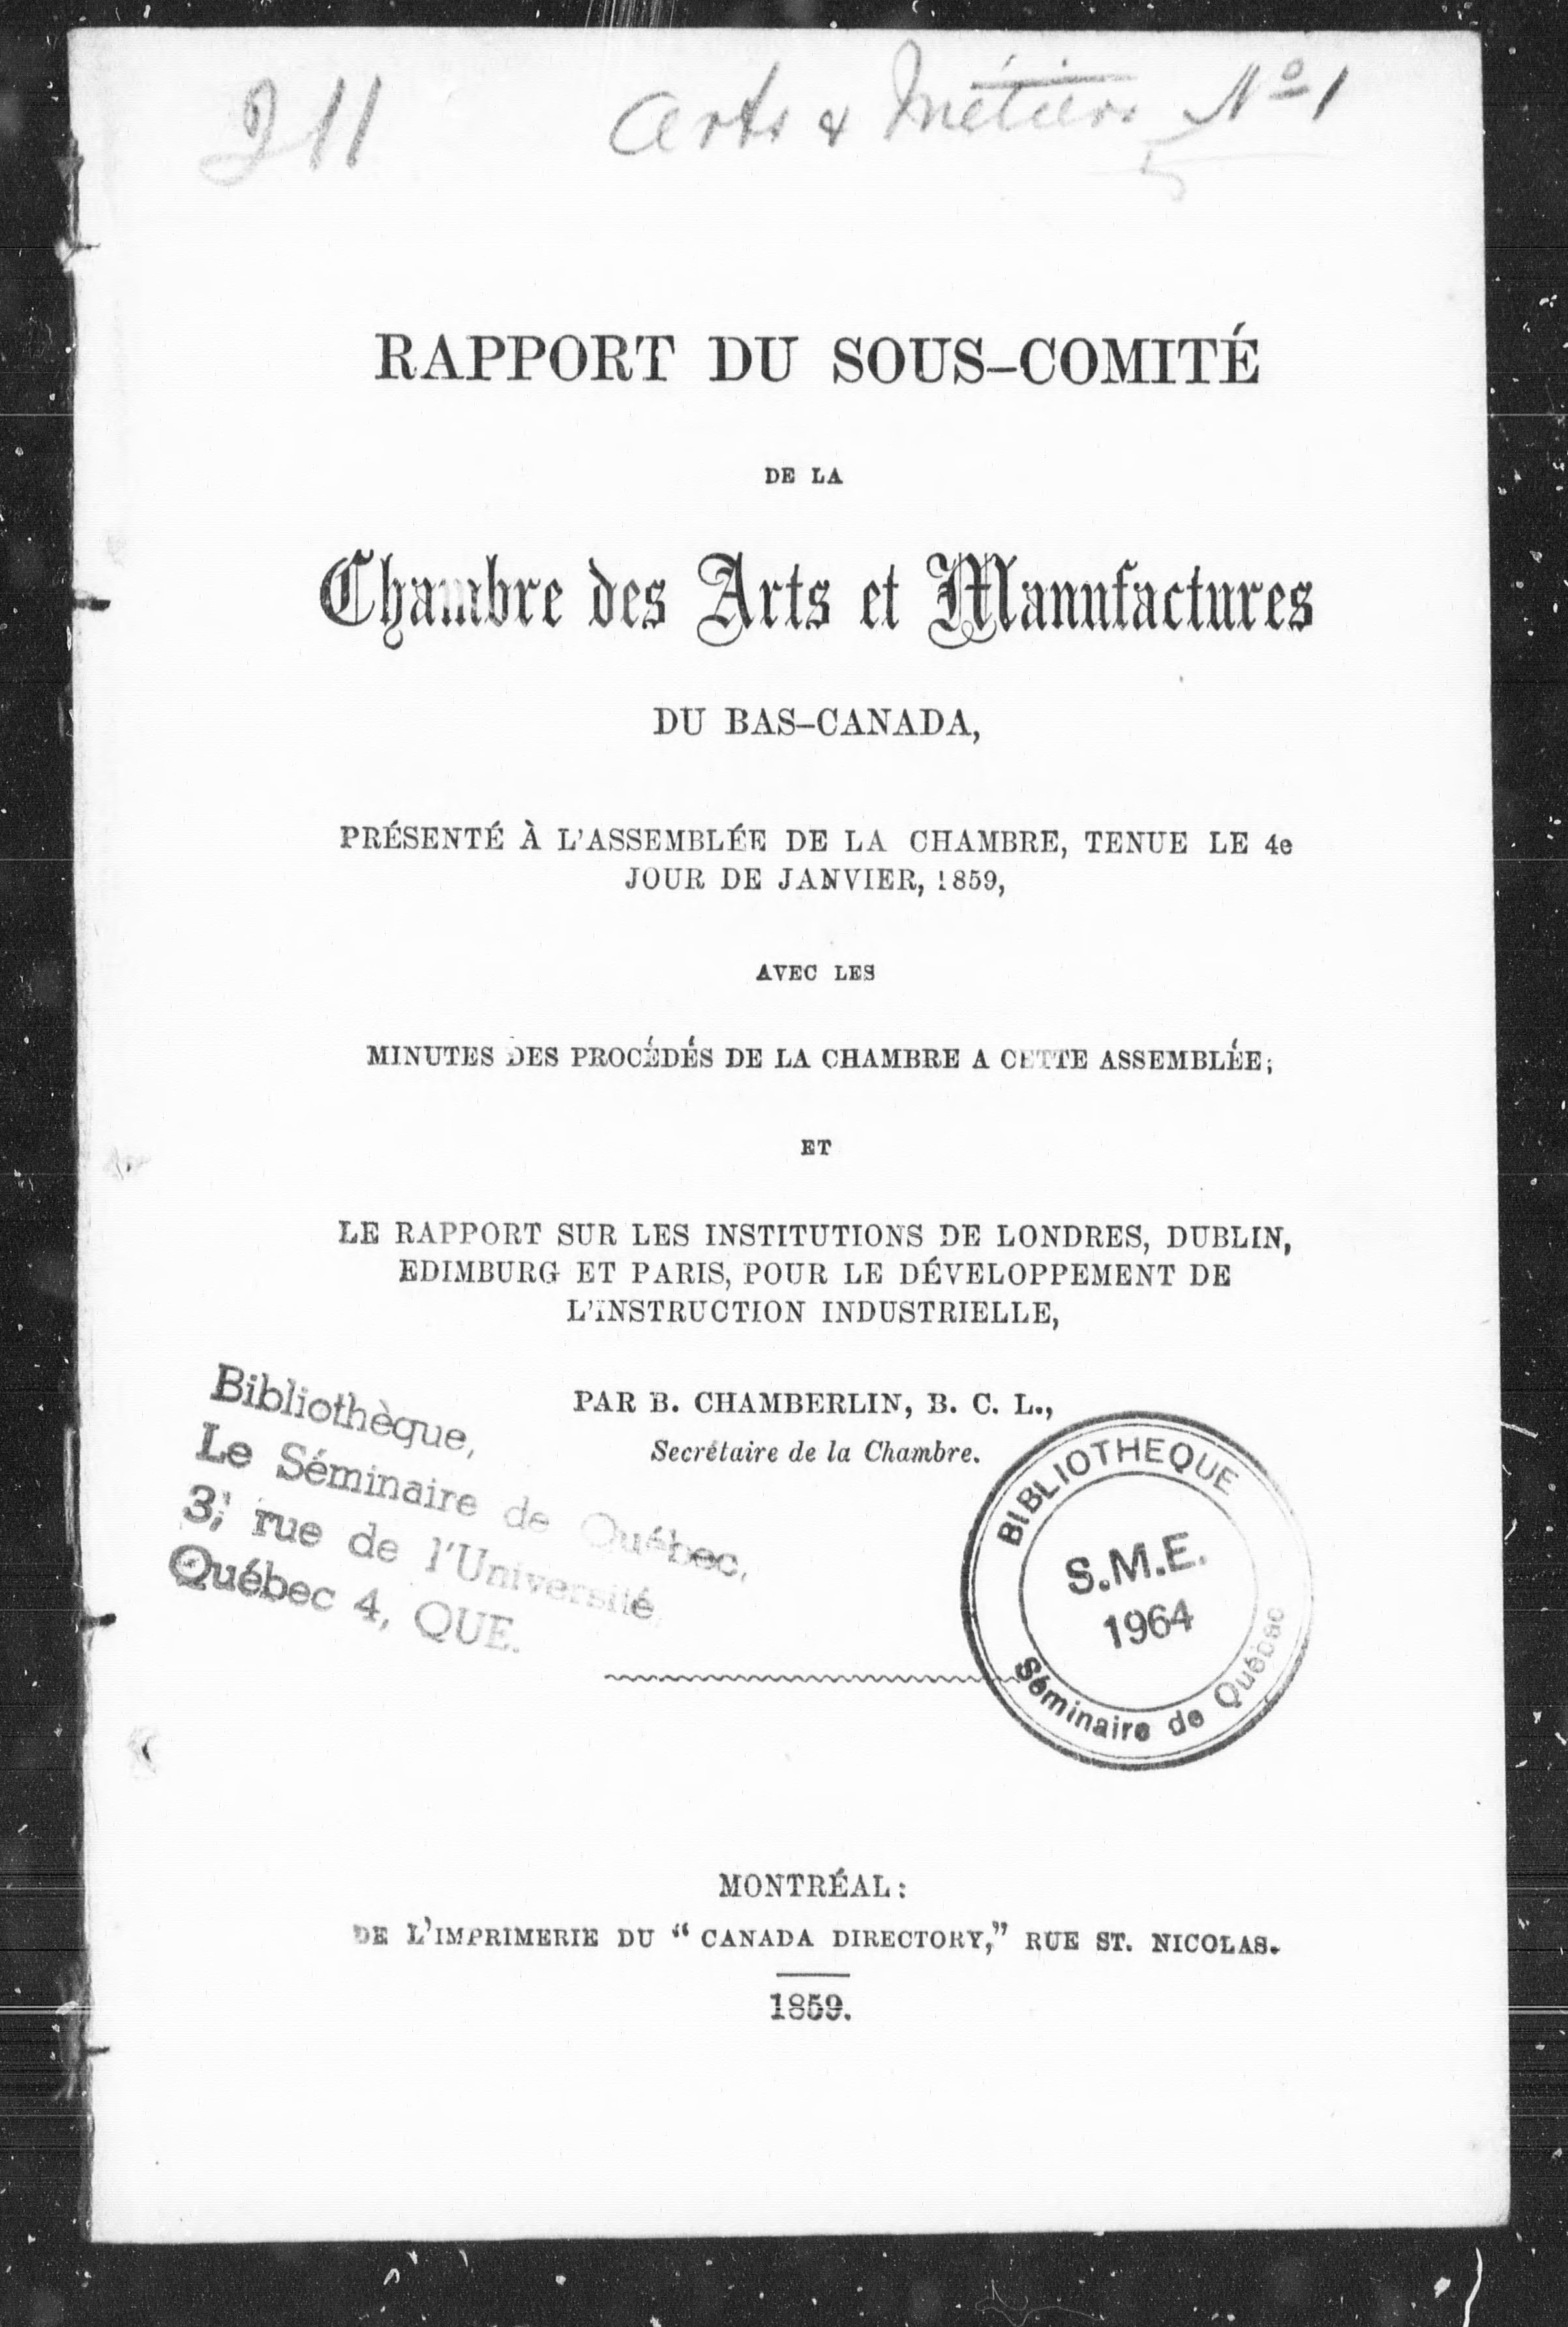 211 Arts & Métiers No 1
RAPPORT DU SOUS-COMITÉ
DE LA
Chambre des Arts et Manufactures
DU BAS-CANADA,
PRÉSENTÉ À L'ASSEMBLÉE DE LA CHAMBRE, TENUE LE 4e
JOUR DE JANVIER, 1859,
AVEC LES
MINUTES DES PROCÉDÉS DE LA CHAMBRE A CETTE ASSEMBLÉE;
ET
LE RAPPORT SUR LES INSTITUTIONS DE LONDRES, DUBLIN,
EDIMBURG ET PARIS, POUR LE DÉVELOPPEMENT DE
L'INSTRUCTION INDUSTRIELLE,
PAR B. CHAMBERLIN, B. C. L.,
Secrétaire de la Chambre.
Bibliothèque,
Le Séminaire de Québec,
3, rue de l'Université,
Québec 4, QUE.
BIBLIOTHEQUE
S.M.E.
1964
Séminaire de Québec
MONTRÉAL:
DE L'IMPRIMERIE DU "CANADA DIRECTORY," RUE ST. NICOLAS.
1859.